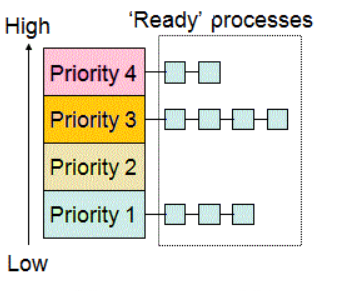 High
'Ready' processes
Priority 4
Priority 3
Priority 2
Priority 1
Low